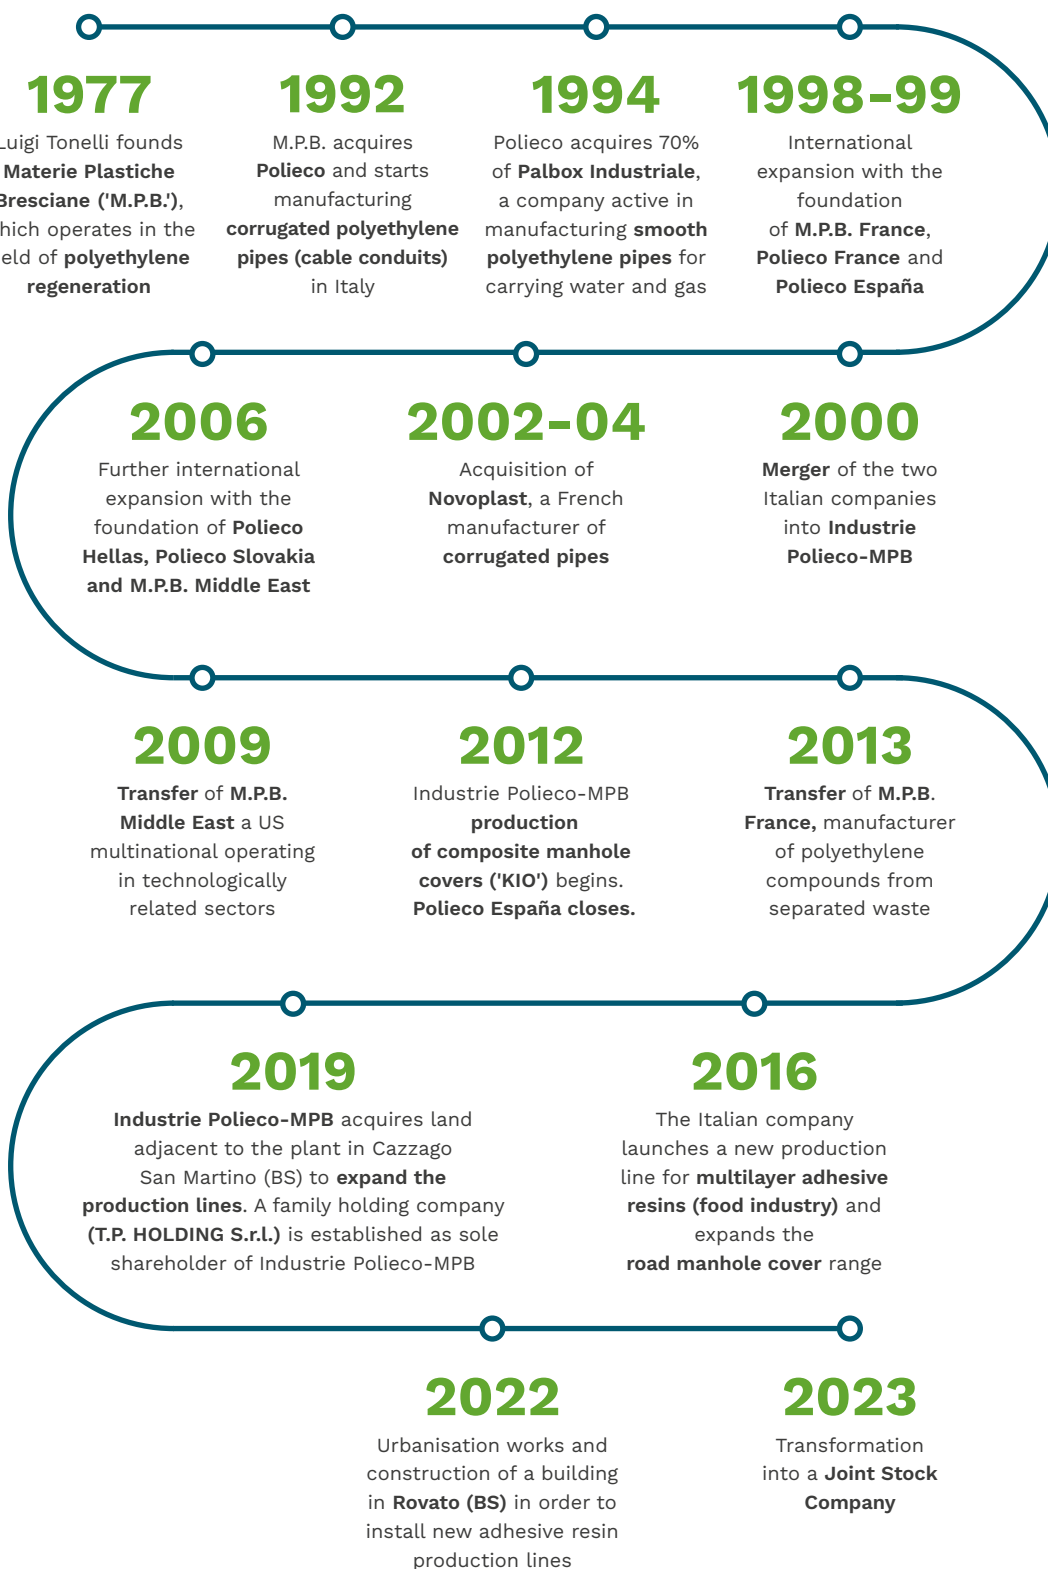 1977
Luigi Tonelli founds
Materie Plastiche
Bresciane ('M.P.B.'),
hich operates in the
eld of polyethylene
regeneration
1992
M.P.B. acquires
Polieco and starts
manufacturing
corrugated polyethylene
pipes (cable conduits)
in Italy
1994
Polieco acquires 70%
of Palbox Industriale,
a company active in
manufacturing smooth
polyethylene pipes for
carrying water and gas
1998-99
International
expansion with the
foundation
of M.P.B. France,
Polieco France and
Polieco España
2000
Merger of the two
Italian companies
into Industrie
Polieco-MPB
2002-04
Acquisition of
Novoplast, a French
manufacturer of
corrugated pipes
2006
Further international
expansion with the
foundation of Polieco
Hellas, Polieco Slovakia
and M.P.B. Middle East
2009
Transfer of M.P.B.
Middle East a US
multinational operating
in technologically
related sectors
2012
Industrie Polieco-MPB
production
of composite manhole
covers ('KIO') begins.
Polieco España closes.
2013
Transfer of M.P.B.
France, manufacturer
of polyethylene
compounds from
separated waste
2016
The Italian company
launches a new production
line for multilayer adhesive
resins (food industry) and
expands the
road manhole cover range
2019
Industrie Polieco-MPB acquires land
adjacent to the plant in Cazzago
San Martino (BS) to expand the
production lines. A family holding company
(T.P. HOLDING S.r.l.) is established as sole
shareholder of Industrie Polieco-MPB
2022
Urbanisation works and
construction of a building
in Rovato (BS) in order to
install new adhesive resin
production lines
2023
Transformation
into a Joint Stock
Company